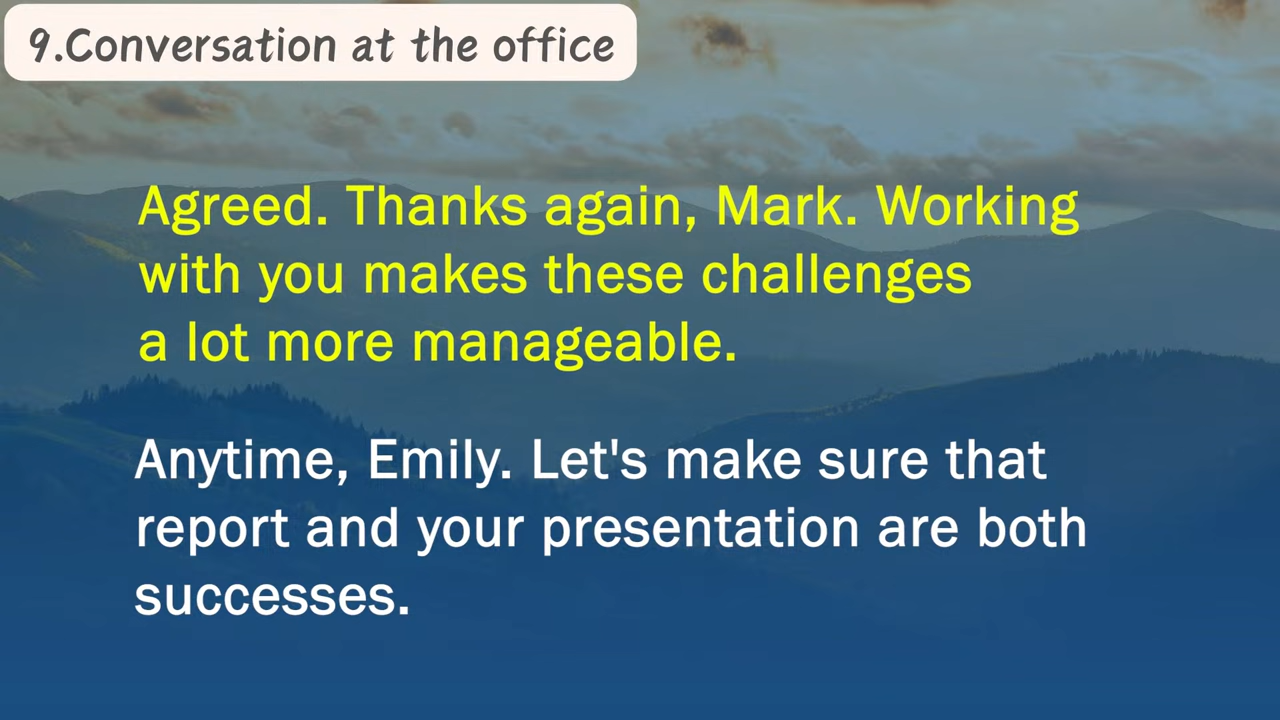 9.Conversation at the office
Agreed. Thanks again, Mark. Working
with you makes these challenges
a lot more manageable.
Anytime, Emily. Let's make sure that
report and your presentation are both
successes.